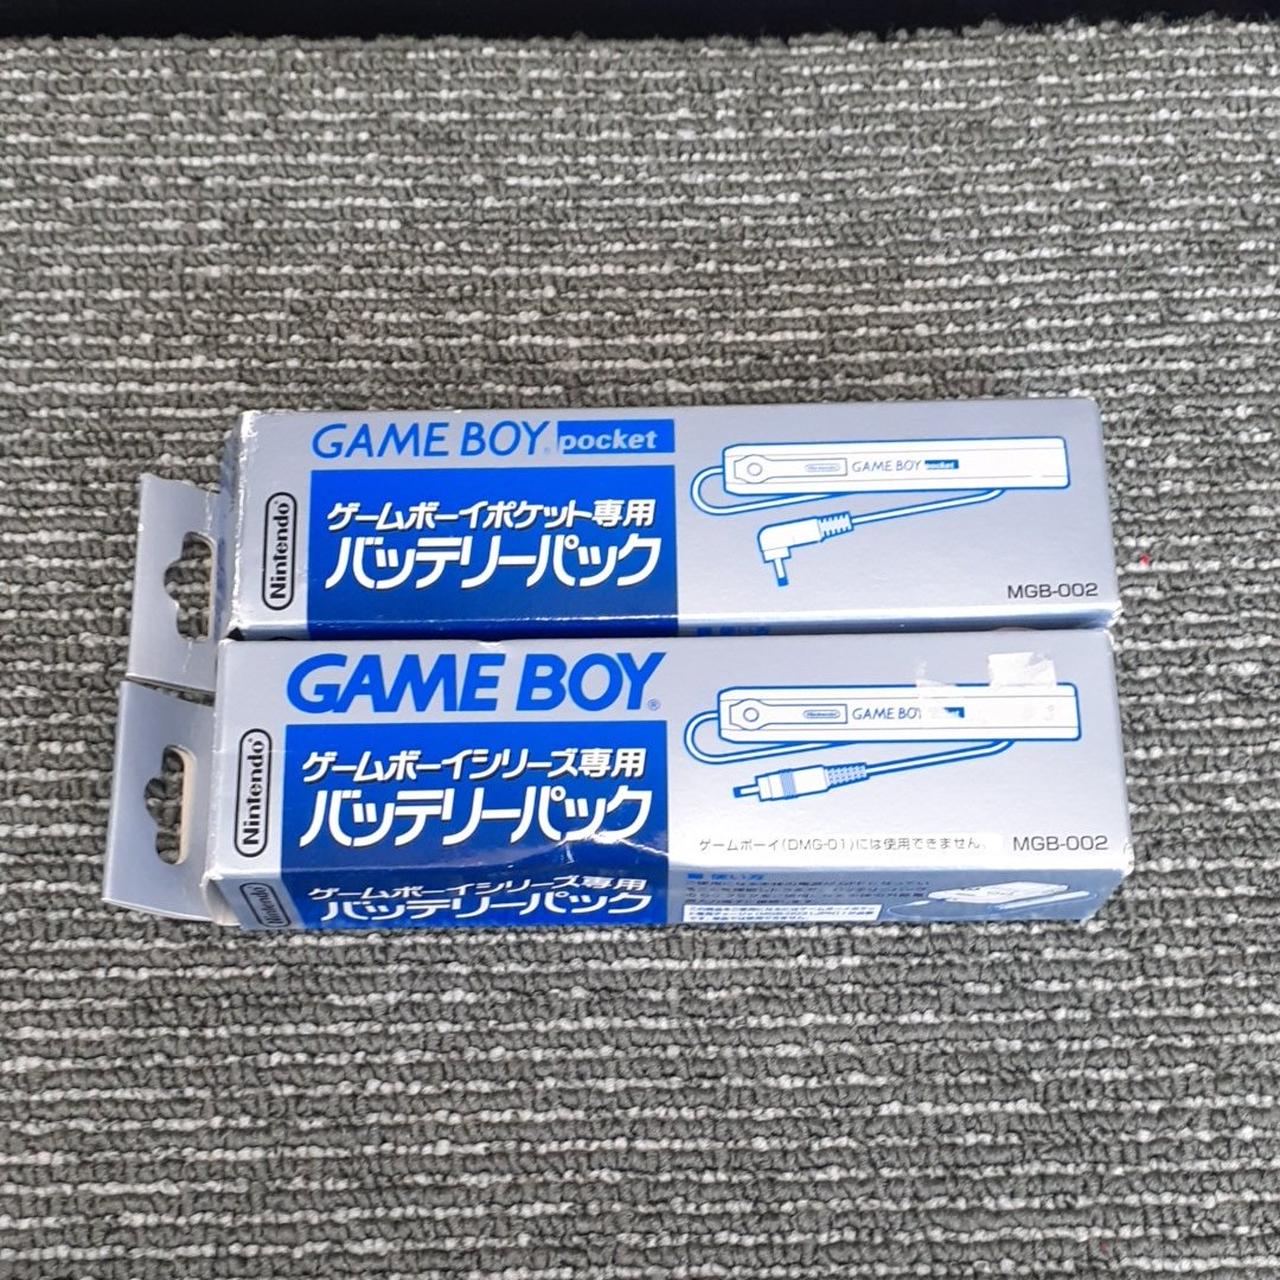 GAME BOY® pocket
Nintendo®
ゲームボーイポケット専用
バッテリーパック
Nintendo GAME BOY pocket
MGB-002
GAME BOY®
Nintendo®
ゲームボーイシリーズ専用
バッテリーパック
Nintendo GAME BOY
ゲームボーイ(DMG-01)には使用できません。
MGB-002
Nintendo
ゲームボーイシリーズ専用
バッテリーパック
■ 使い方